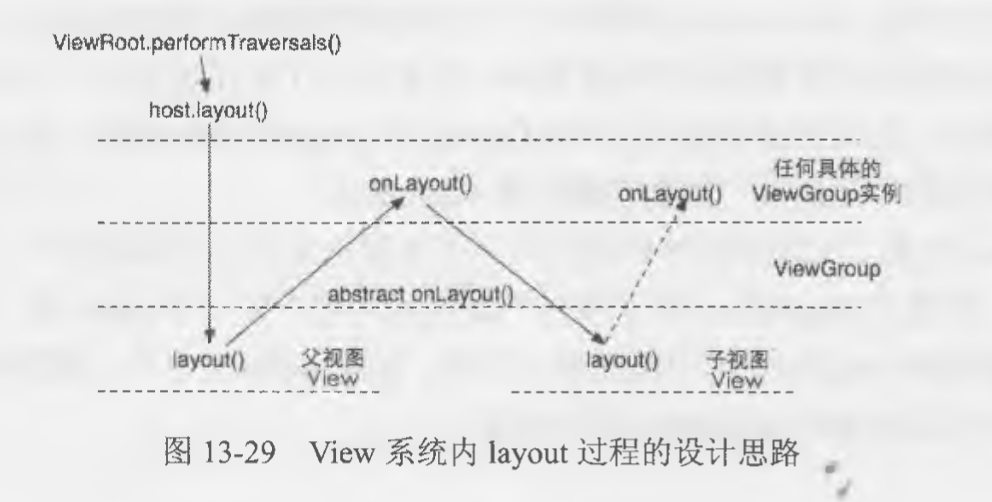 ViewRoot.performTraversals()
host.layout()
onLayout()
onLayout()
任何具体的
ViewGroup实例
ViewGroup
abstract onLayout()
layout()
父视图
View
layout()
子视图
View
图 13-29 View 系统内 layout 过程的设计思路